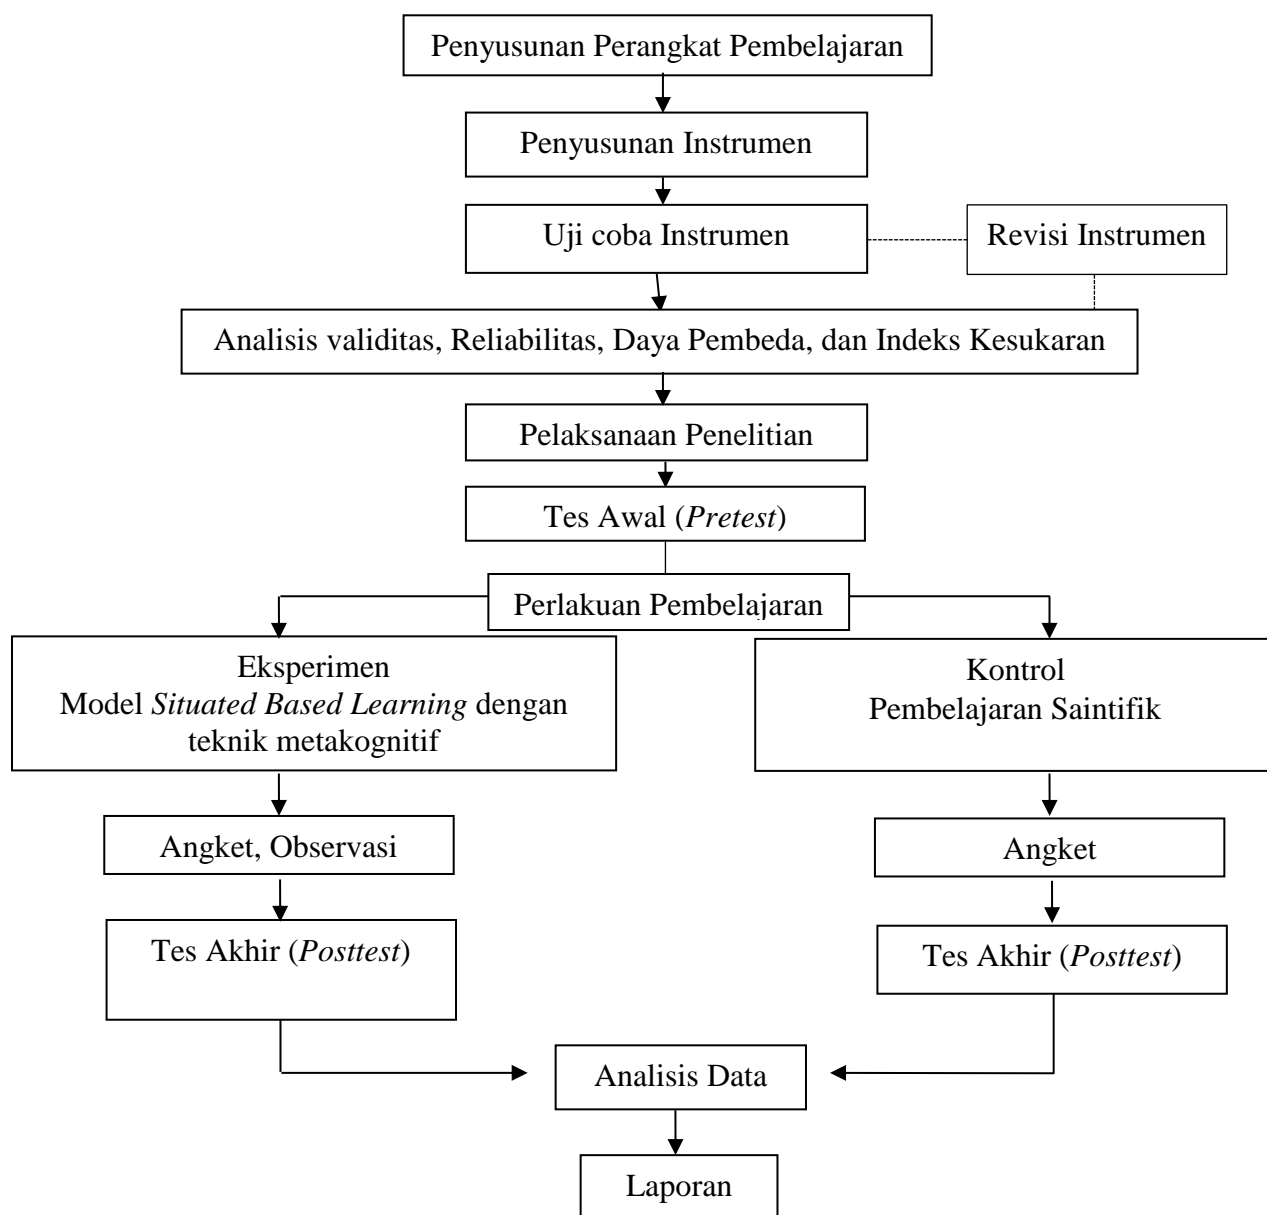 Penyusunan Perangkat Pembelajaran
Penyusunan Instrumen
Uji coba Instrumen
Revisi Instrumen
Analisis validitas, Reliabilitas, Daya Pembeda, dan Indeks Kesukaran
Pelaksanaan Penelitian
Tes Awal (Pretest)
Perlakuan Pembelajaran
Eksperimen
Model Situated Based Learning dengan
teknik metakognitif
Kontrol
Pembelajaran Saintifik
Angket, Observasi
Angket
Tes Akhir (Posttest)
Tes Akhir (Posttest)
Analisis Data
Laporan